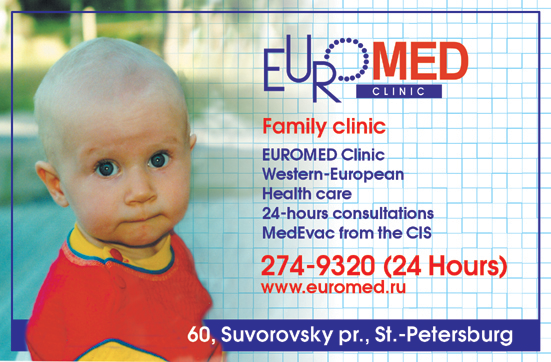 EUROMED
CLINIC
Family clinic
EUROMED Clinic
Western-European
Health care
24-hours consultations
MedEvac from the CIS
274-9320 (24 Hours)
www.euromed.ru
60, Suvorovsky pr., St.-Petersburg